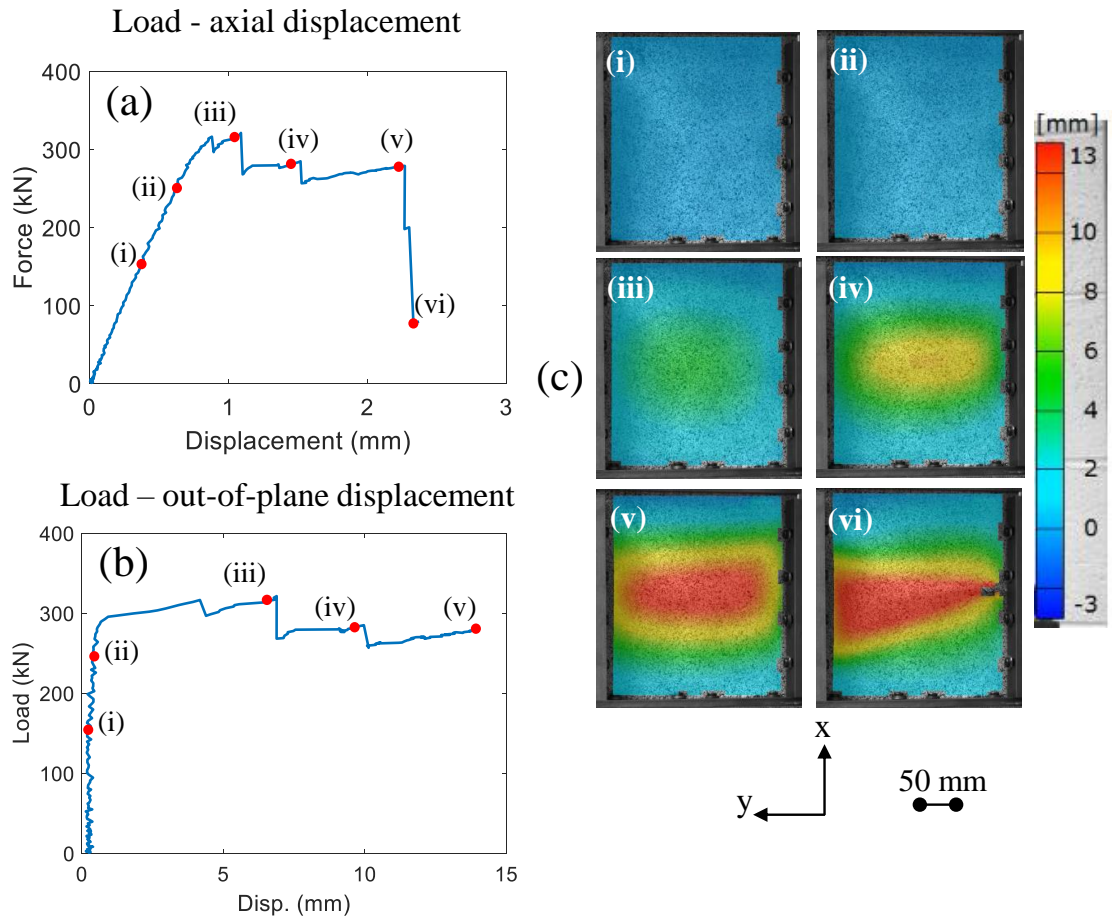 Load - axial displacement
(a)
400
300
200
100
0
0 1 2 3
Force (kN)
Displacement (mm)
(i)
(ii)
(iii)
(iv)
(v)
(vi)
Load – out-of-plane displacement
(b)
400
300
200
100
0
0 5 10 15
Load (kN)
Disp. (mm)
(i)
(ii)
(iii)
(iv)
(v)
(c)
(i)
(ii)
(iii)
(iv)
(v)
(vi)
[mm]
13
10
8
6
4
2
0
-3
x
y
50 mm